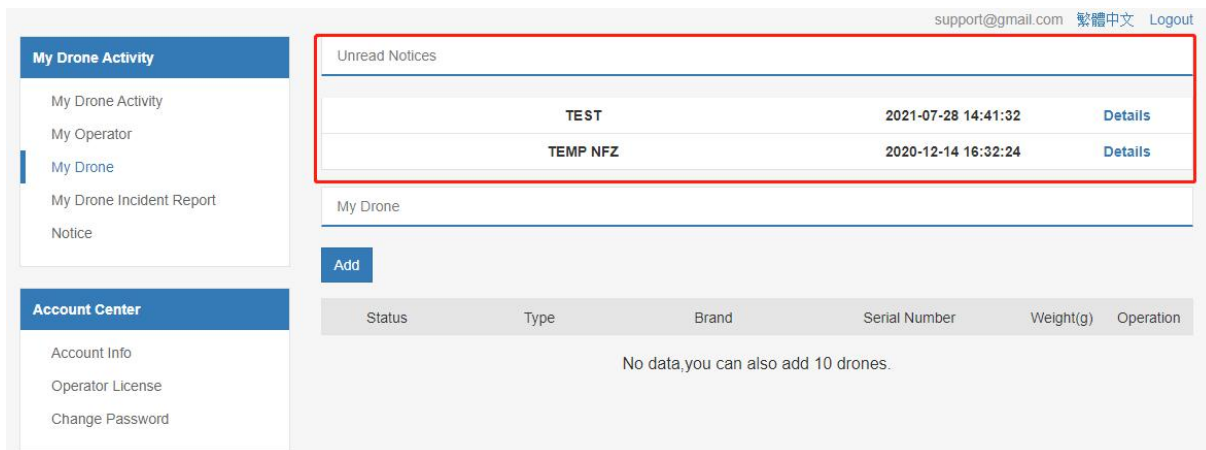 support@gmail.com 繁體中文 Logout
My Drone Activity
My Drone Activity
My Operator
My Drone
My Drone Incident Report
Notice
Account Center
Account Info
Operator License
Change Password
Unread Notices
TEST 2021-07-28 14:41:32 Details
TEMP NFZ 2020-12-14 16:32:24 Details
My Drone
Add
Status Type Brand Serial Number Weight(g) Operation
No data,you can also add 10 drones.